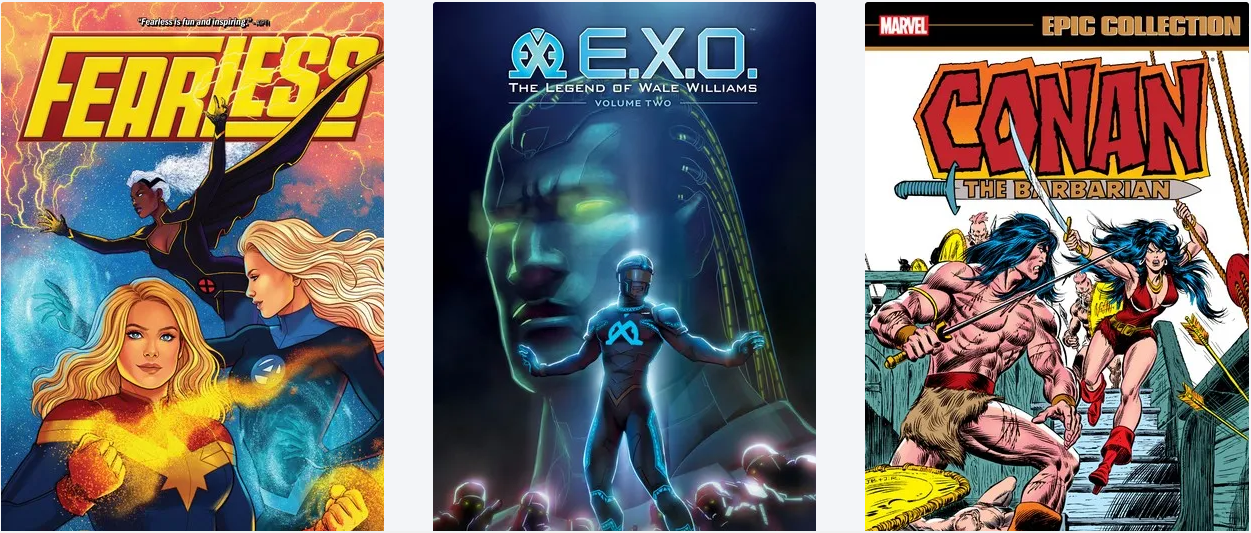 "Fearless is fun and inspiring."
FEARLESS
E.X.O.
THE LEGEND OF WALE WILLIAMS
VOLUME TWO
MARVEL
EPIC COLLECTION
CONAN
THE BARBARIAN